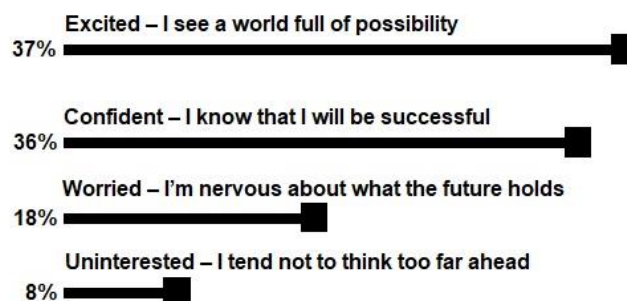 Excited – I see a world full of possibility
37%
Confident – I know that I will be successful
36%
Worried – I'm nervous about what the future holds
18%
Uninterested – I tend not to think too far ahead
8%